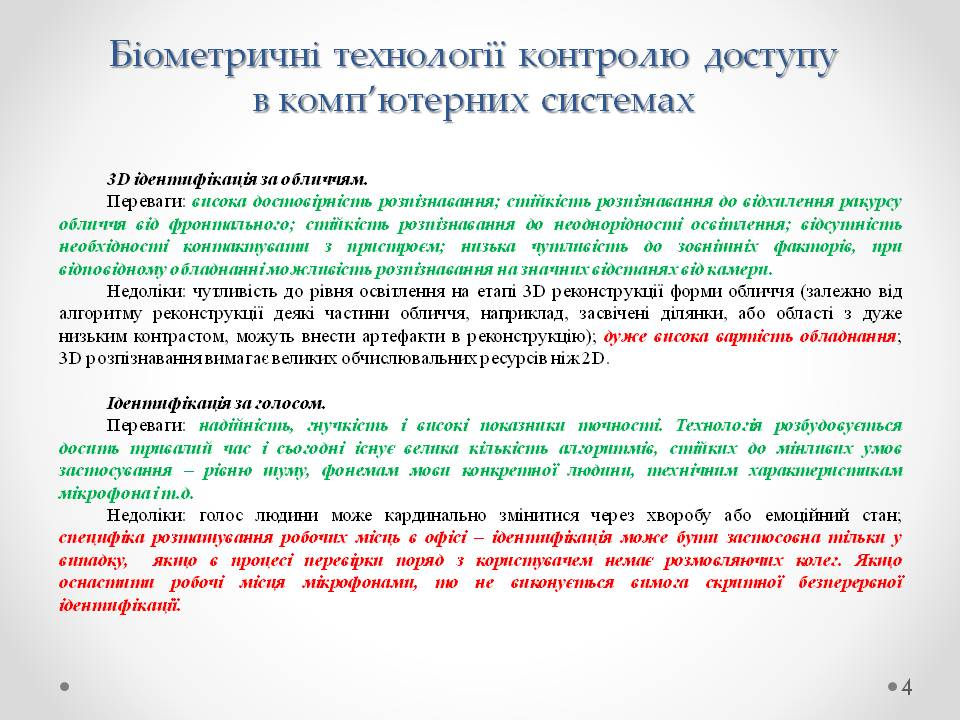 Біометричні технології контролю доступу
в комп’ютерних системах
3D ідентифікація за обличчям.
Переваги: висока достовірність розпізнавання; стійкість розпізнавання до відхилення ракурсу
обличчя від фронтального; стійкість розпізнавання до неоднорідності освітлення; відсутність
необхідності контактувати з пристроєм; низька чутливість до зовнішніх факторів, при
відповідному обладнанні можливість розпізнавання на значних відстанях від камери.
Недоліки: чутливість до рівня освітлення на етапі 3D реконструкції форми обличчя (залежно від
алгоритму реконструкції деякі частини обличчя, наприклад, засвічені ділянки, або області з дуже
низьким контрастом, можуть внести артефакти в реконструкцію); дуже висока вартість обладнання;
3D розпізнавання вимагає великих обчислювальних ресурсів ніж 2D.
Ідентифікація за голосом.
Переваги: надійність, гнучкість і високі показники точності. Технологія розбудовується
досить тривалий час і сьогодні існує велика кількість алгоритмів, стійких до мінливих умов
застосування – рівню шуму, фонемам мови конкретної людини, технічним характеристикам
мікрофона і т.д.
Недоліки: голос людини може кардинально змінитися через хворобу або емоційний стан;
специфіка розташування робочих місць в офісі – ідентифікація може бути застосовна тільки у
випадку, якщо в процесі перевірки поряд з користувачем немає розмовляючих колег. Якщо
оснастити робочі місця мікрофонами, то не виконується вимога скритної безперервної
ідентифікації.
4